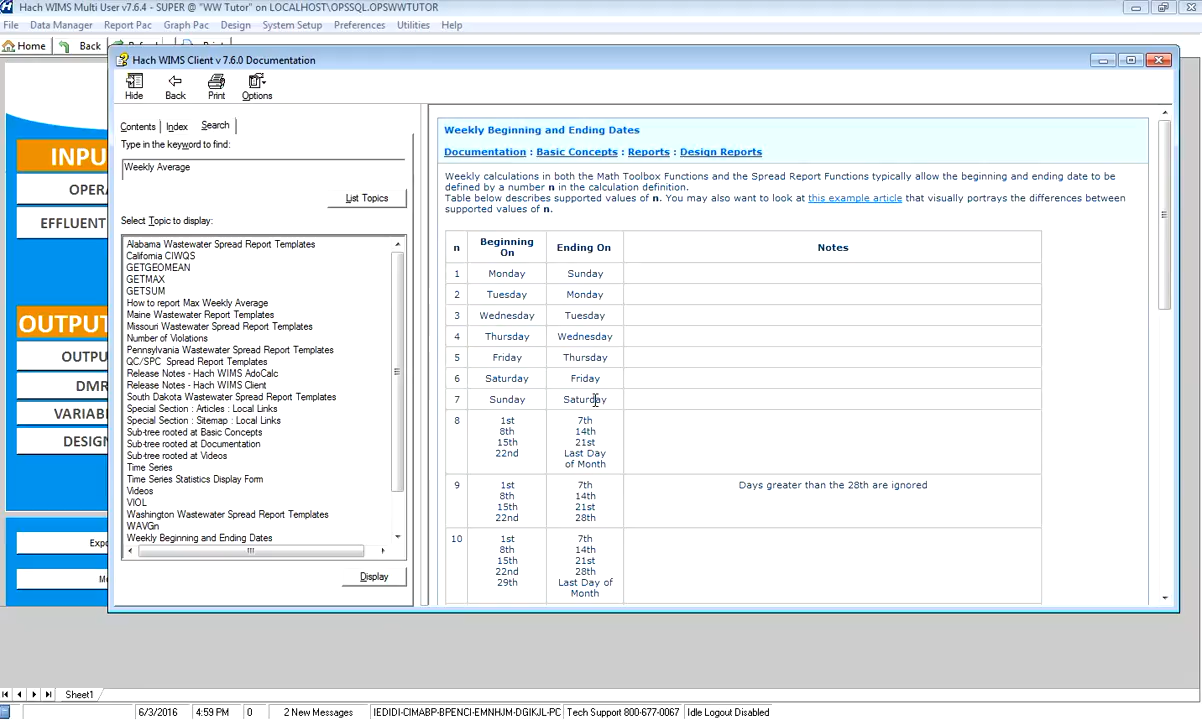 Hach WIMS Multi User v7.6.4 - SUPER @ "WW Tutor" on LOCALHOST\OPSSQL.OPSWWTUTOR
File Data Manager Report Pac Graph Pac Design System Setup Preferences Utilities Help
Home Back
Hach WIMS Client v 7.6.0 Documentation
Hide Back Print Options
Contents Index Search
Type in the keyword to find:
Weekly Average
List Topics
Select Topic to display:
Alabama Wastewater Spread Report Templates
California CIWQS
GETGEOMEAN
GETMAX
GETSUM
How to report Max Weekly Average
Maine Wastewater Report Templates
Missouri Wastewater Spread Report Templates
Number of Violations
Pennsylvania Wastewater Spread Report Templates
QC/SPC Spread Report Templates
Release Notes - Hach WIMS AdoCalc
Release Notes - Hach WIMS Client
South Dakota Wastewater Spread Report Templates
Special Section : Articles : Local Links
Special Section : Sitemap : Local Links
Sub-tree rooted at Basic Concepts
Sub-tree rooted at Documentation
Sub-tree rooted at Videos
Time Series
Time Series Statistics Display Form
Videos
VIOL
Washington Wastewater Spread Report Templates
WAVGn
Weekly Beginning and Ending Dates
Display
Weekly Beginning and Ending Dates
Documentation : Basic Concepts : Reports : Design Reports
Weekly calculations in both the Math Toolbox Functions and the Spread Report Functions typically allow the beginning and ending date to be
defined by a number n in the calculation definition.
Table below describes supported values of n. You may also want to look at this example article that visually portrays the differences between
supported values of n.
n Beginning On Ending On Notes
1 Monday Sunday
2 Tuesday Monday
3 Wednesday Tuesday
4 Thursday Wednesday
5 Friday Thursday
6 Saturday Friday
7 Sunday Saturday
8 1st 7th
8th 14th
15th 21st
22nd Last Day
of Month
9 1st 7th Days greater than the 28th are ignored
8th 14th
15th 21st
22nd 28th
10 1st 7th
8th 14th
15th 21st
22nd 28th
29th Last Day of
Month
INPU
OPERA
EFFLUENT
OUTPUT
OUTPU
DMR
VARIAB
DESIGN
Expo
Sheet1
6/3/2016 4:59 PM 0 2 New Messages IEDIDI-CIMABP-BPENCI-EMNHJM-DGIKJL-PC Tech Support 800-677-0067 Idle Logout Disabled